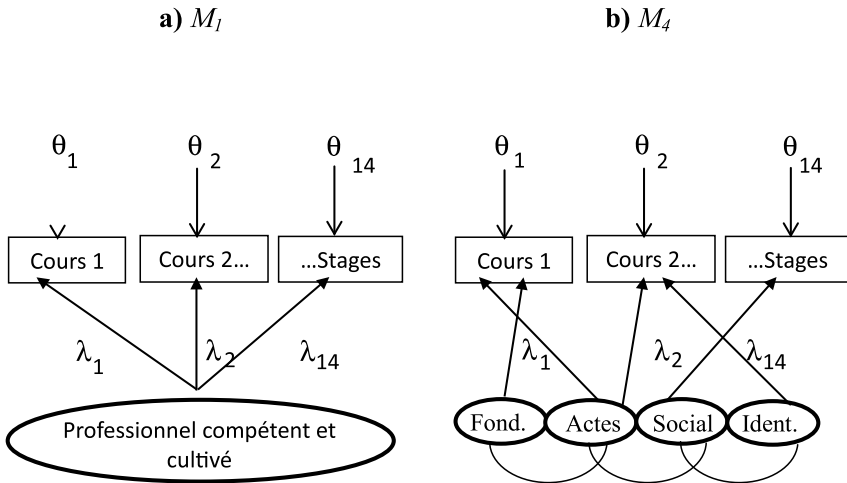 a) M1
b) M4
θ1
θ2
θ14
θ1
θ2
θ14
Cours 1
Cours 2...
...Stages
Cours 1
Cours 2...
...Stages
λ1
λ2
λ14
λ1
λ2
λ14
Professionnel compétent et
cultivé
Fond.
Actes
Social
Ident.